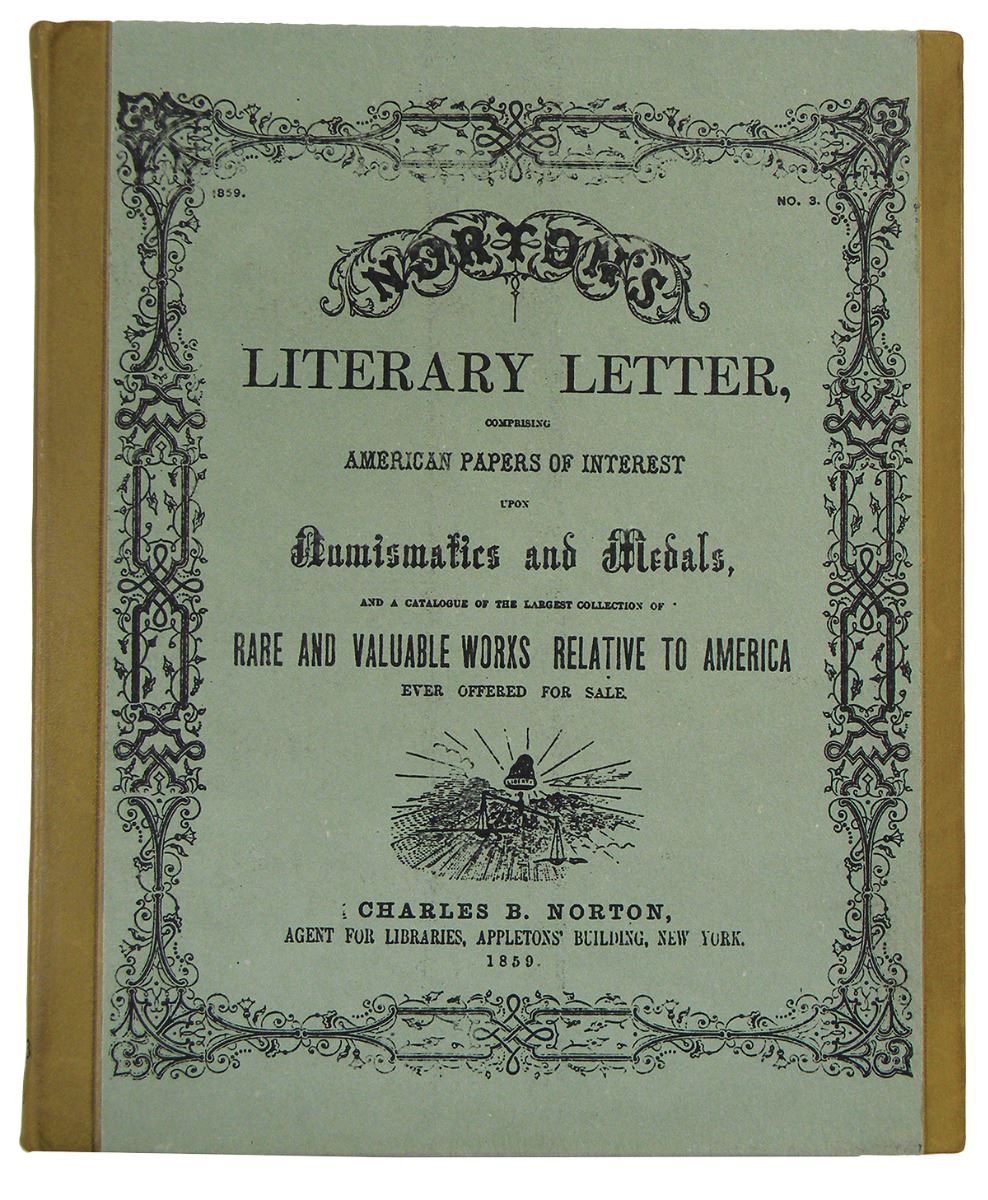 1859.
NO. 3.
NORTON'S
LITERARY LETTER,
COMPRISING
AMERICAN PAPERS OF INTEREST
UPON
Numismatics and Medals,
AND A CATALOGUE OF THE LARGEST COLLECTION OF
RARE AND VALUABLE WORKS RELATIVE TO AMERICA
EVER OFFERED FOR SALE.
LIBERTY
CHARLES B. NORTON,
AGENT FOR LIBRARIES, APPLETONS' BUILDING, NEW YORK.
1859.